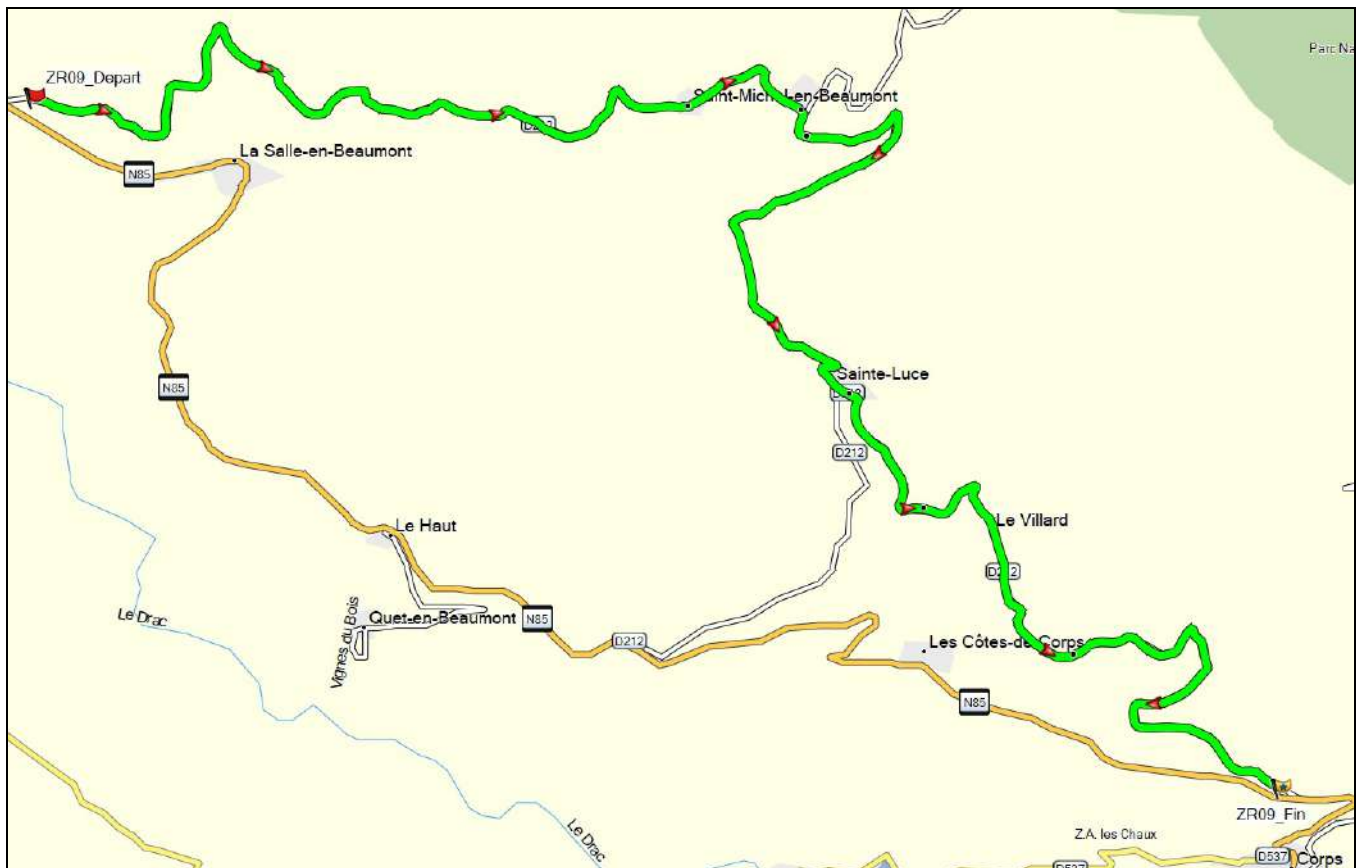 Parc Na
ZR09_Depart
Saint-Michel-en-Beaumont
D212
La Salle-en-Beaumont
N85
Sainte-Luce
N85
D212
Le Haut
Le Villard
D212
Le Drac
Vignes du Bois
Quet-en-Beaumont
N85
D212
Les Côtes-de-Corps
N85
ZR09_Fin
Le Drac
Z.A. les Chaux
D537
D537
Corps